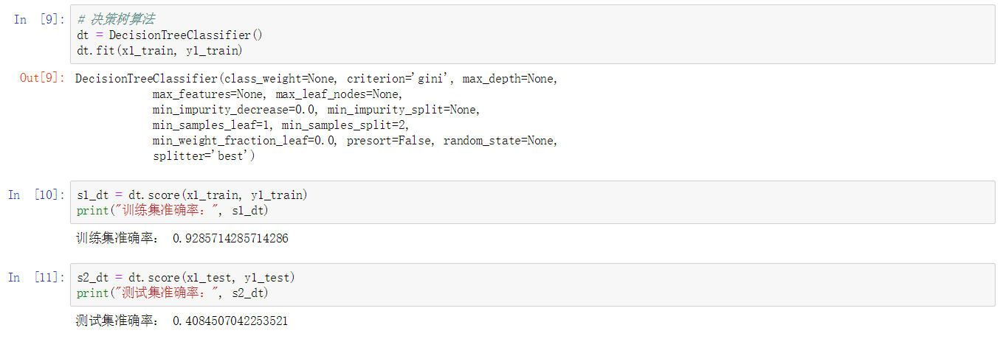 In [9]: # 决策树算法
dt = DecisionTreeClassifier()
dt.fit(x1_train, y1_train)
Out[9]: DecisionTreeClassifier(class_weight=None, criterion='gini', max_depth=None,
max_features=None, max_leaf_nodes=None,
min_impurity_decrease=0.0, min_impurity_split=None,
min_samples_leaf=1, min_samples_split=2,
min_weight_fraction_leaf=0.0, presort=False, random_state=None,
splitter='best')
In [10]: s1_dt = dt.score(x1_train, y1_train)
print("训练集准确率：", s1_dt)
训练集准确率： 0.9285714285714286
In [11]: s2_dt = dt.score(x1_test, y1_test)
print("测试集准确率：", s2_dt)
测试集准确率： 0.4084507042253521